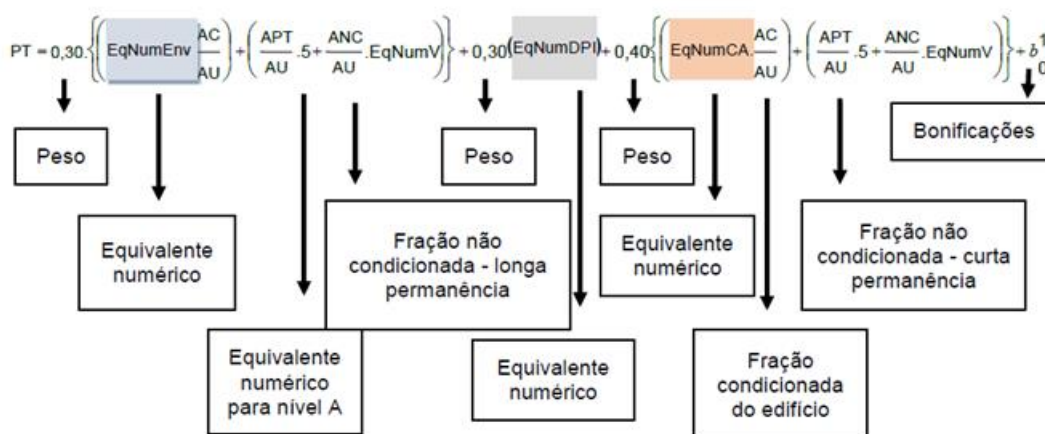 PT = 0,30.{((EqNumEnv AC/AU) + (APT/AU .5 + ANC/AU .EqNumV)} + 0,30.(EqNumDPI) + 0,40.{((EqNumCA. AC/AU) + (APT/AU .5 + ANC/AU .EqNumV)} + b 1 0
Peso
Peso
Peso
Bonificações
Equivalente
numérico
Fração não
condicionada - longa
permanência
Equivalente
numérico
Fração não
condicionada - curta
permanência
Equivalente
numérico
para nível A
Equivalente
numérico
Fração
condicionada
do edifício